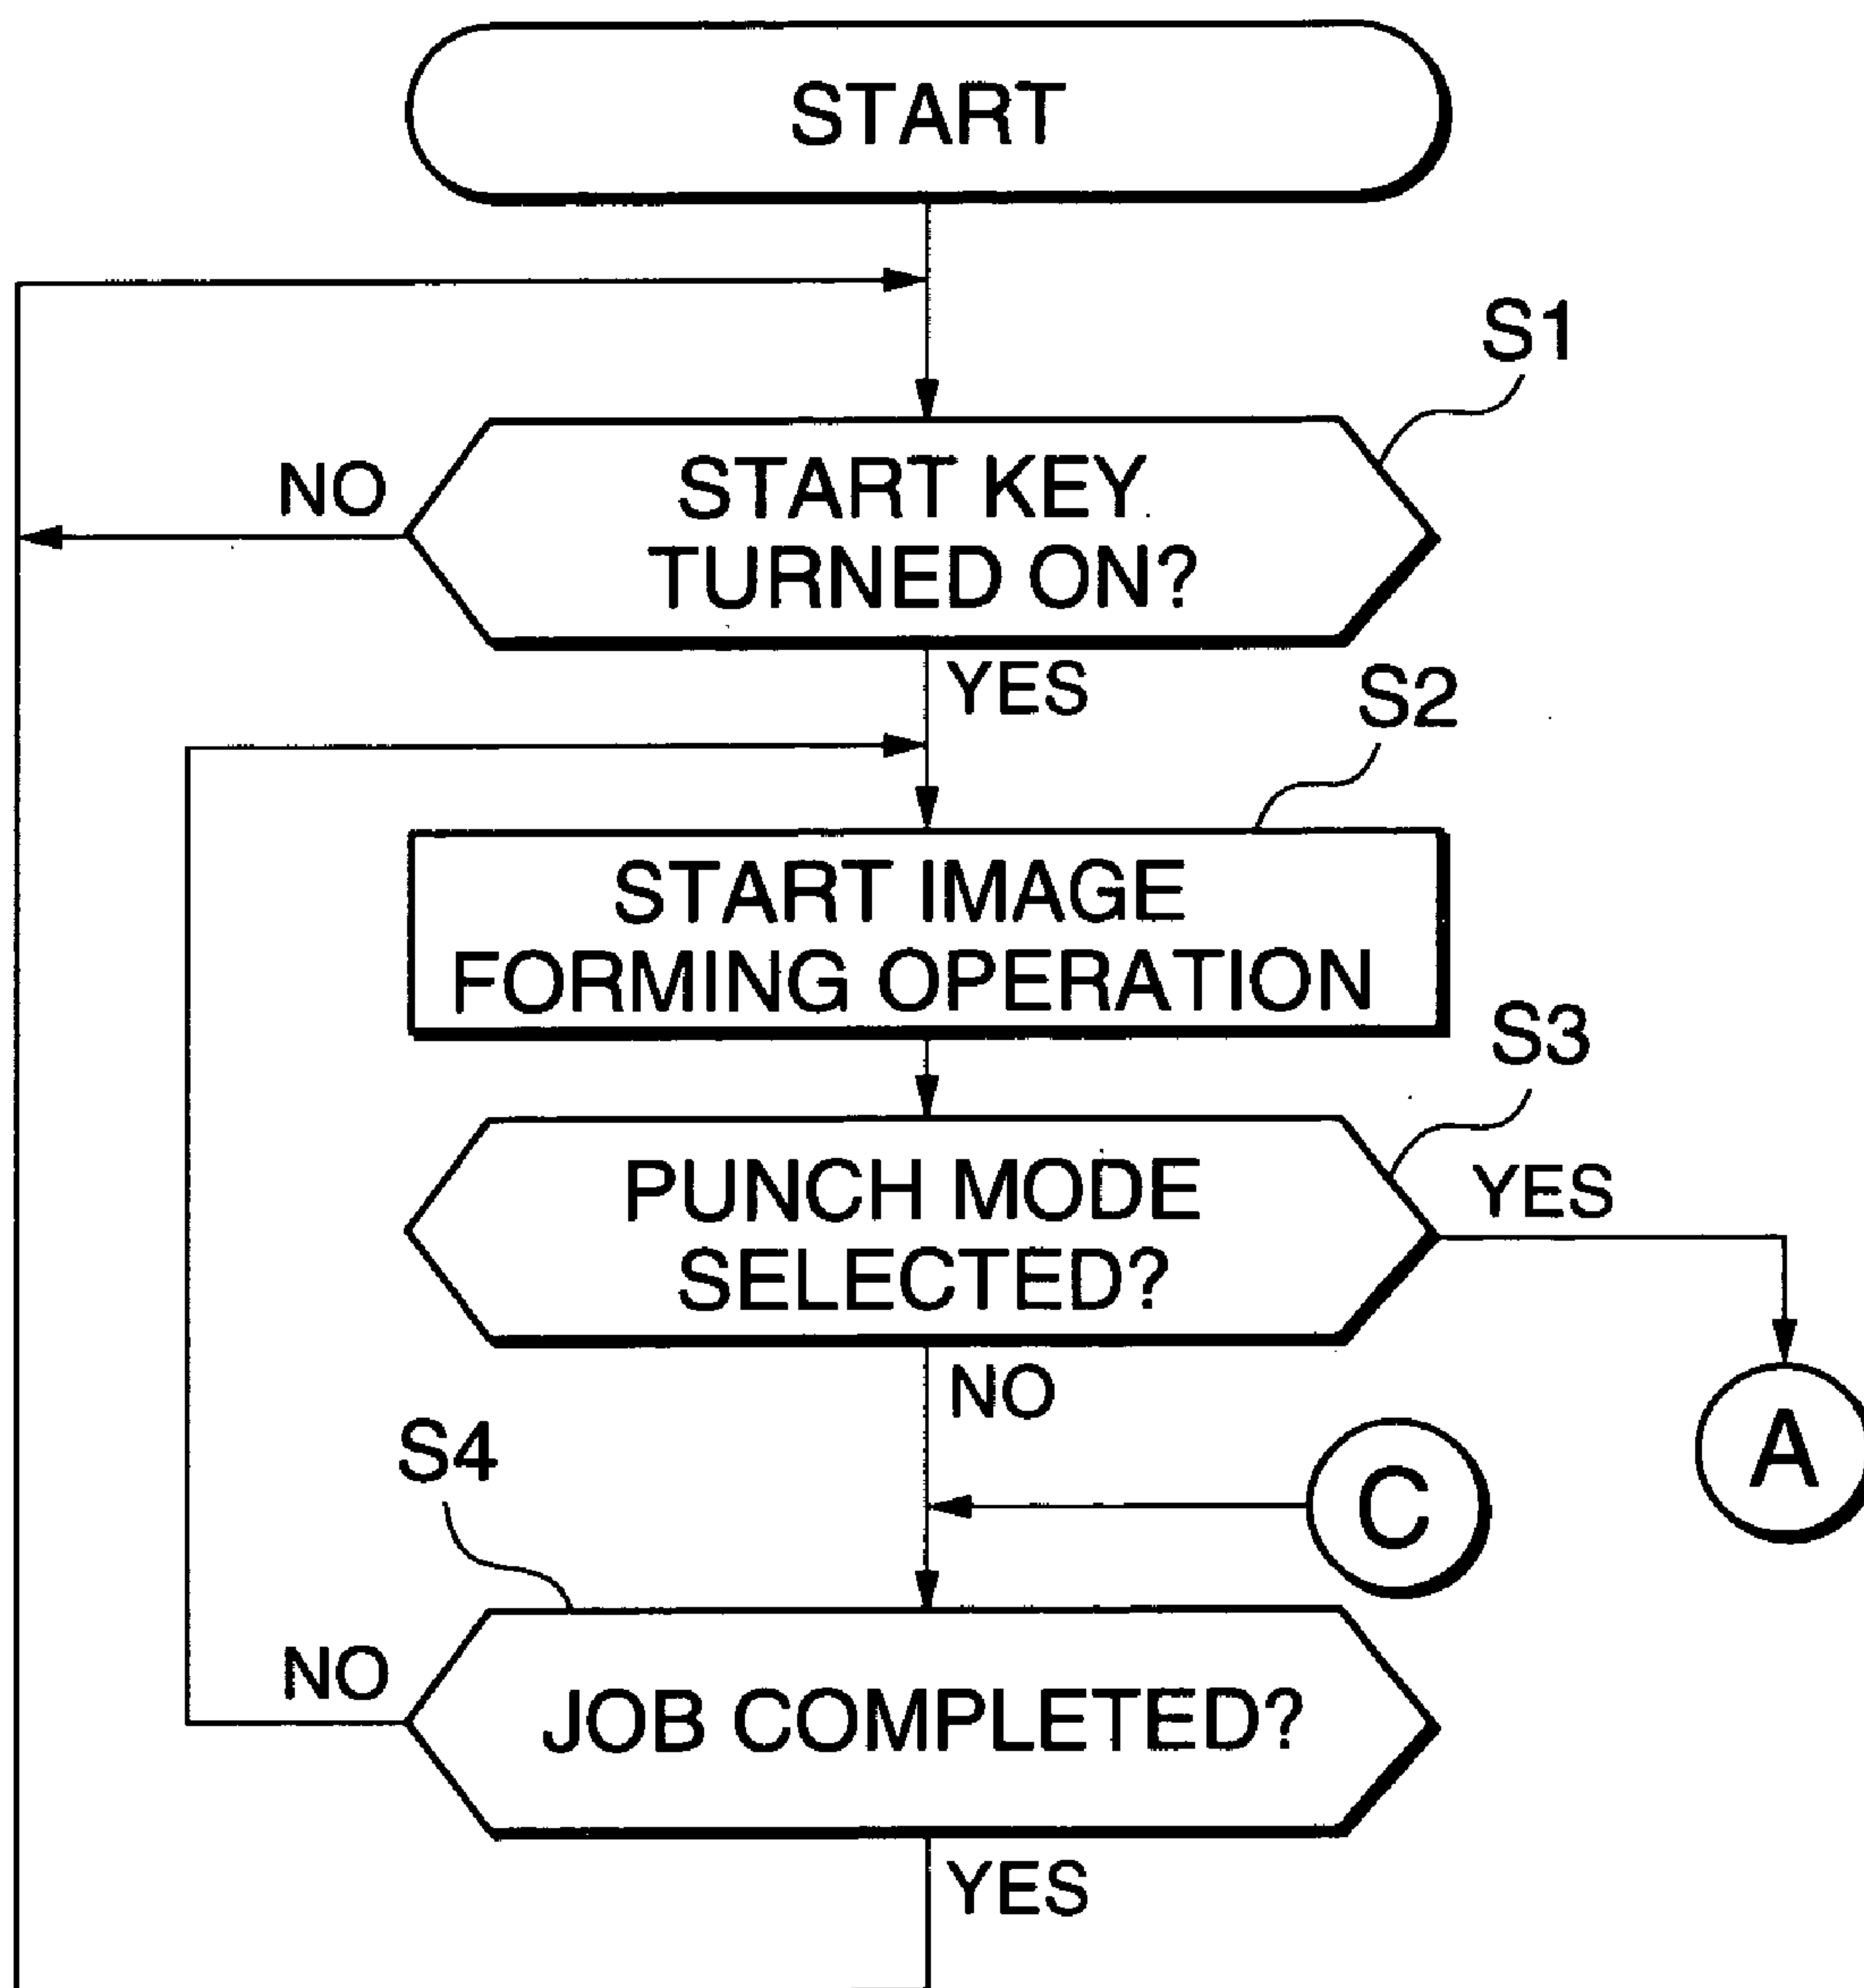 START
S1
NO
START KEY
TURNED ON?
YES
S2
START IMAGE
FORMING OPERATION
S3
PUNCH MODE
SELECTED?
YES
NO
A
S4
C
NO
JOB COMPLETED?
YES